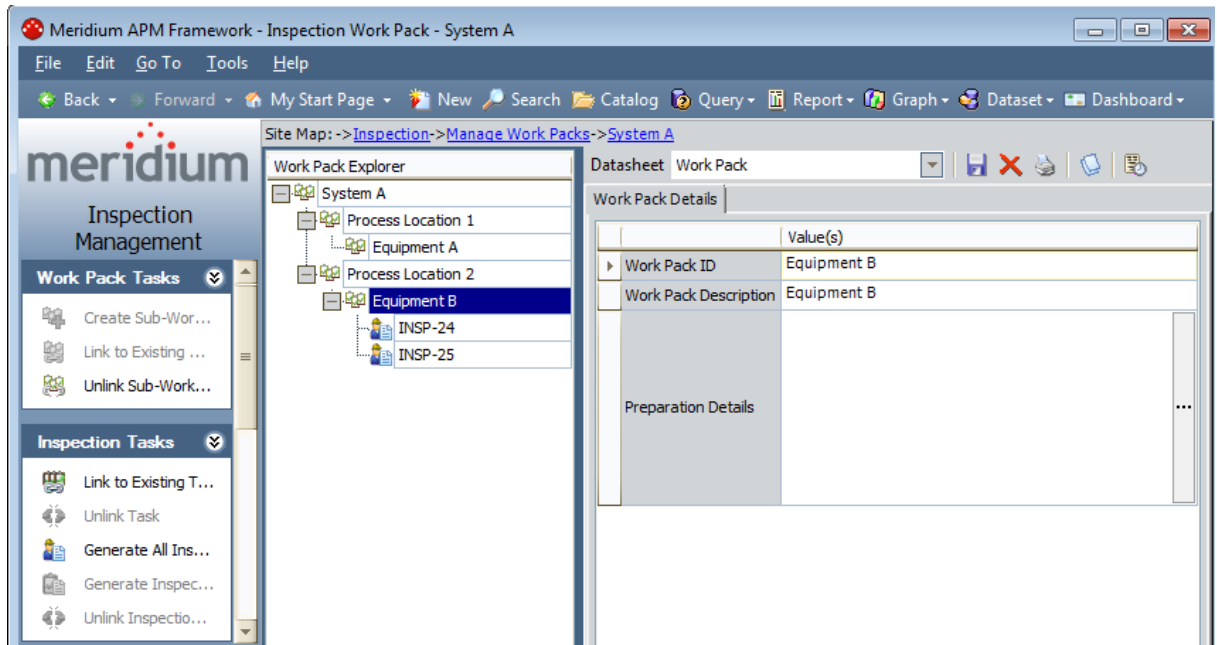 Meridium APM Framework - Inspection Work Pack - System A
File Edit Go To Tools Help
Back Forward My Start Page New Search Catalog Query Report Graph Dataset Dashboard
Site Map: ->Inspection->Manage Work Packs->System A
meridium
Inspection
Management
Work Pack Tasks
Create Sub-Wor...
Link to Existing ...
Unlink Sub-Work...
Inspection Tasks
Link to Existing T...
Unlink Task
Generate All Ins...
Generate Inspec...
Unlink Inspectio...
Work Pack Explorer
System A
Process Location 1
Equipment A
Process Location 2
Equipment B
INSP-24
INSP-25
Datasheet Work Pack
Work Pack Details
Value(s)
Work Pack ID Equipment B
Work Pack Description Equipment B
Preparation Details ...